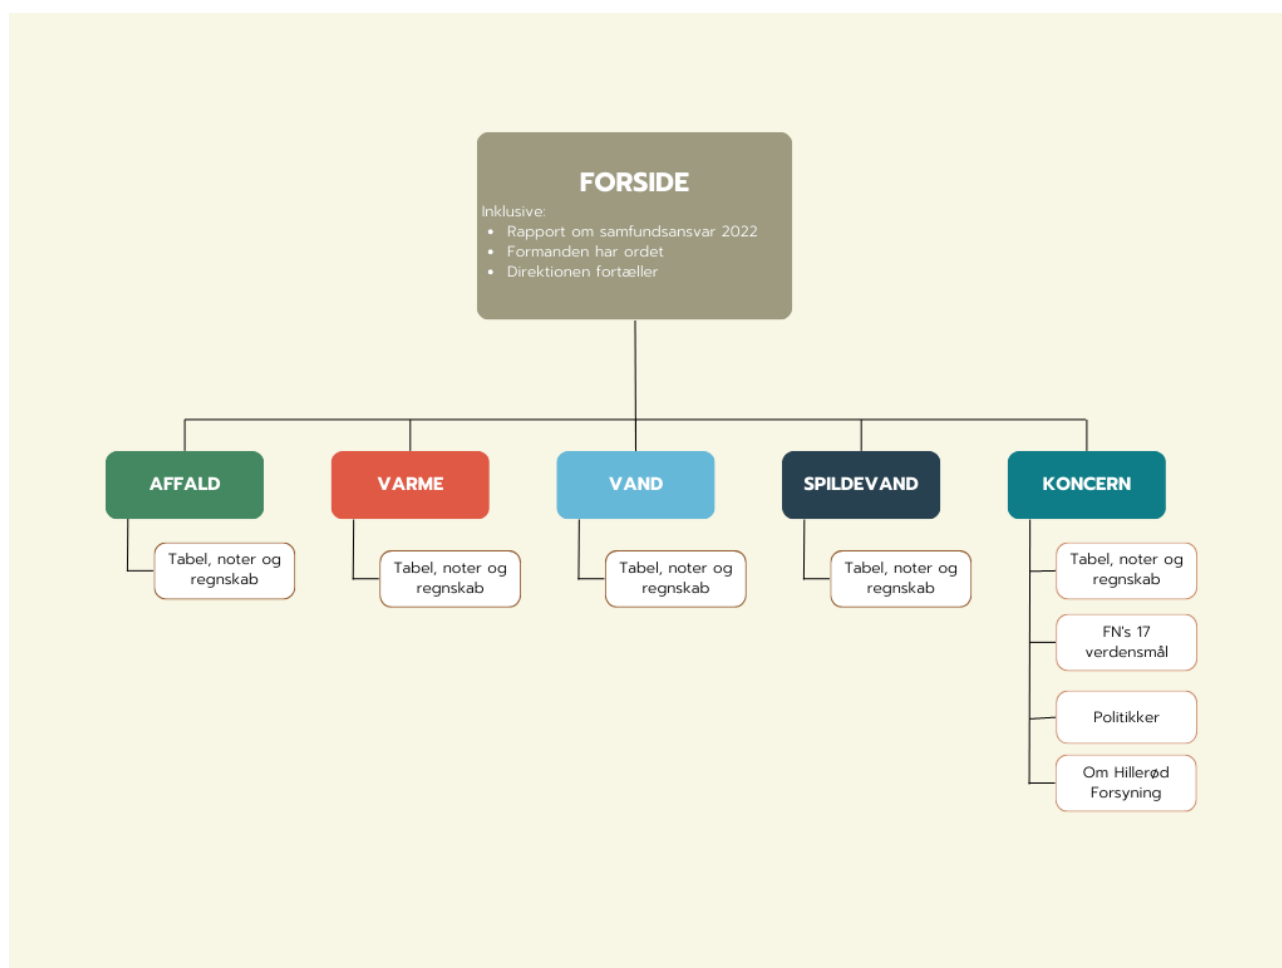 FORSIDE
Inklusive:
• Rapport om samfundsansvar 2022
• Formanden har ordet
• Direktionen fortæller
AFFALD
VARME
VAND
SPILDEVAND
KONCERN
Tabel, noter og
regnskab
Tabel, noter og
regnskab
Tabel, noter og
regnskab
Tabel, noter og
regnskab
Tabel, noter og
regnskab
FN's 17
verdensmål
Politikker
Om Hillerød
Forsyning